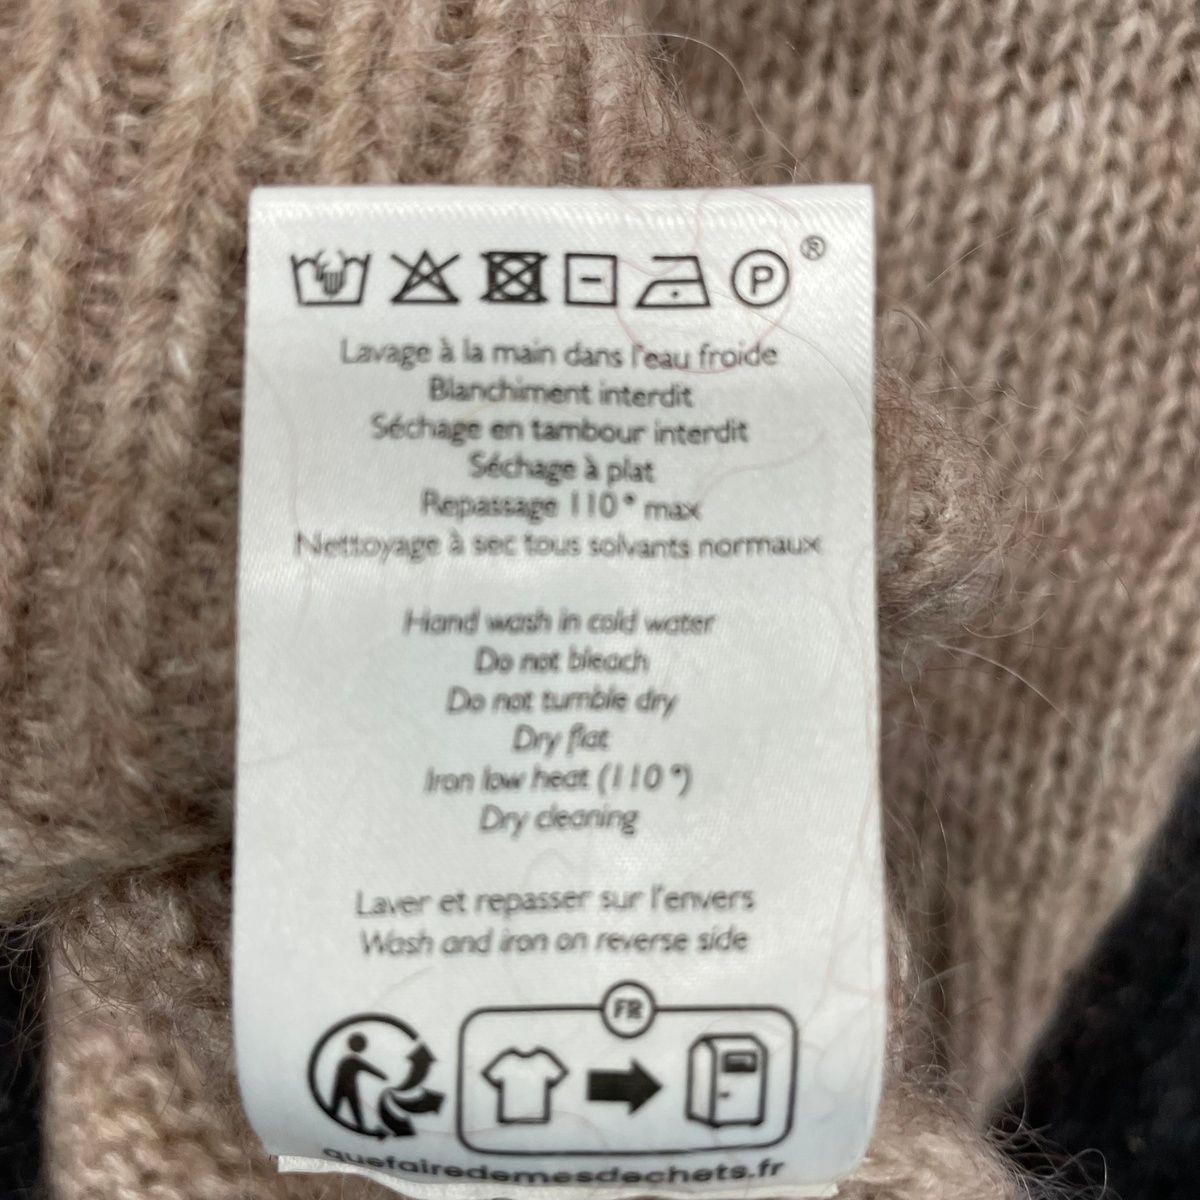 P ®
Lavage à la main dans l'eau froide
Blanchiment interdit
Séchage en tambour interdit
Séchage à plat
Repassage 110° max
Nettoyage à sec tous solvants normaux
Hand wash in cold water
Do not bleach
Do not tumble dry
Dry flat
Iron low heat (110°)
Dry cleaning
Laver et repasser sur l'envers
Wash and iron on reverse side
FR
quefairedemesdechets.fr